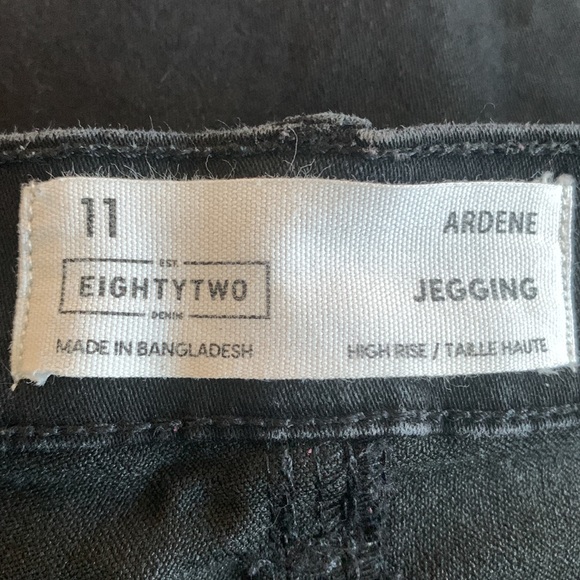 11
ARDENE
EST.
EIGHTYTWO
DENIM
JEGGING
MADE IN BANGLADESH
HIGH RISE / TAILLE HAUTE